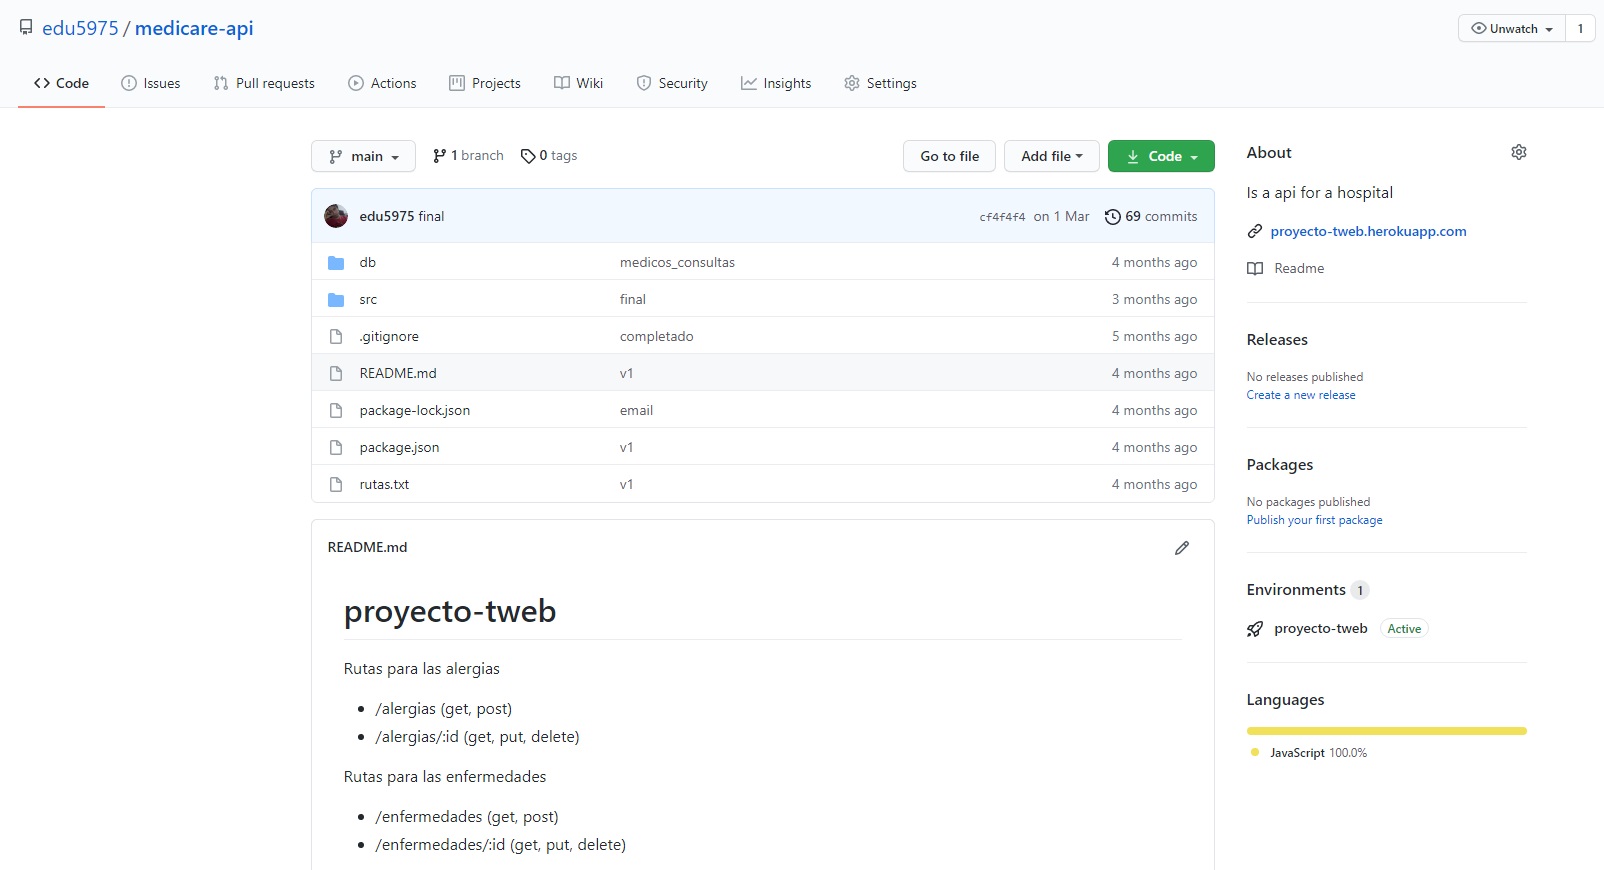 edu5975 / medicare-api
Unwatch 1
Code Issues Pull requests Actions Projects Wiki Security Insights Settings
main 1 branch 0 tags Go to file Add file Code
edu5975 final cf4f4f4 on 1 Mar 69 commits
db medicos_consultas 4 months ago
src final 3 months ago
.gitignore completado 5 months ago
README.md v1 4 months ago
package-lock.json email 4 months ago
package.json v1 4 months ago
rutas.txt v1 4 months ago
README.md
proyecto-tweb
Rutas para las alergias
• /alergias (get, post)
• /alergias/:id (get, put, delete)
Rutas para las enfermedades
• /enfermedades (get, post)
• /enfermedades/:id (get, put, delete)
About
Is a api for a hospital
proyecto-tweb.herokuapp.com
Readme
Releases
No releases published
Create a new release
Packages
No packages published
Publish your first package
Environments 1
proyecto-tweb Active
Languages
JavaScript 100.0%